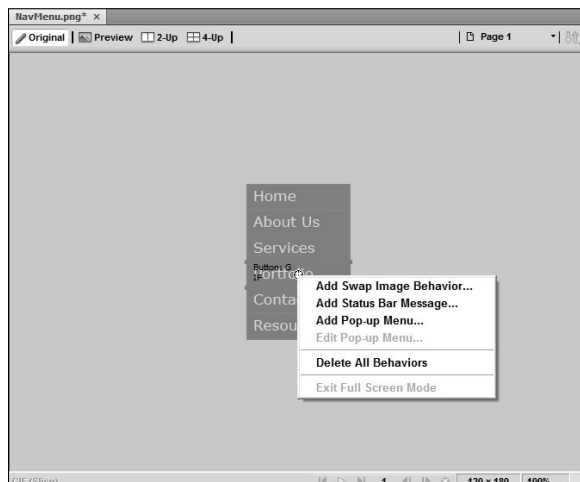 NavMenu.png* ×
Original Preview 2-Up 4-Up Page 1
Home
About Us
Services
Button: G
Portfolio
Conta
Add Swap Image Behavior...
Add Status Bar Message...
Add Pop-up Menu...
Edit Pop-up Menu...
Resou
Delete All Behaviors
Exit Full Screen Mode
GIF (Slice) 1 100%